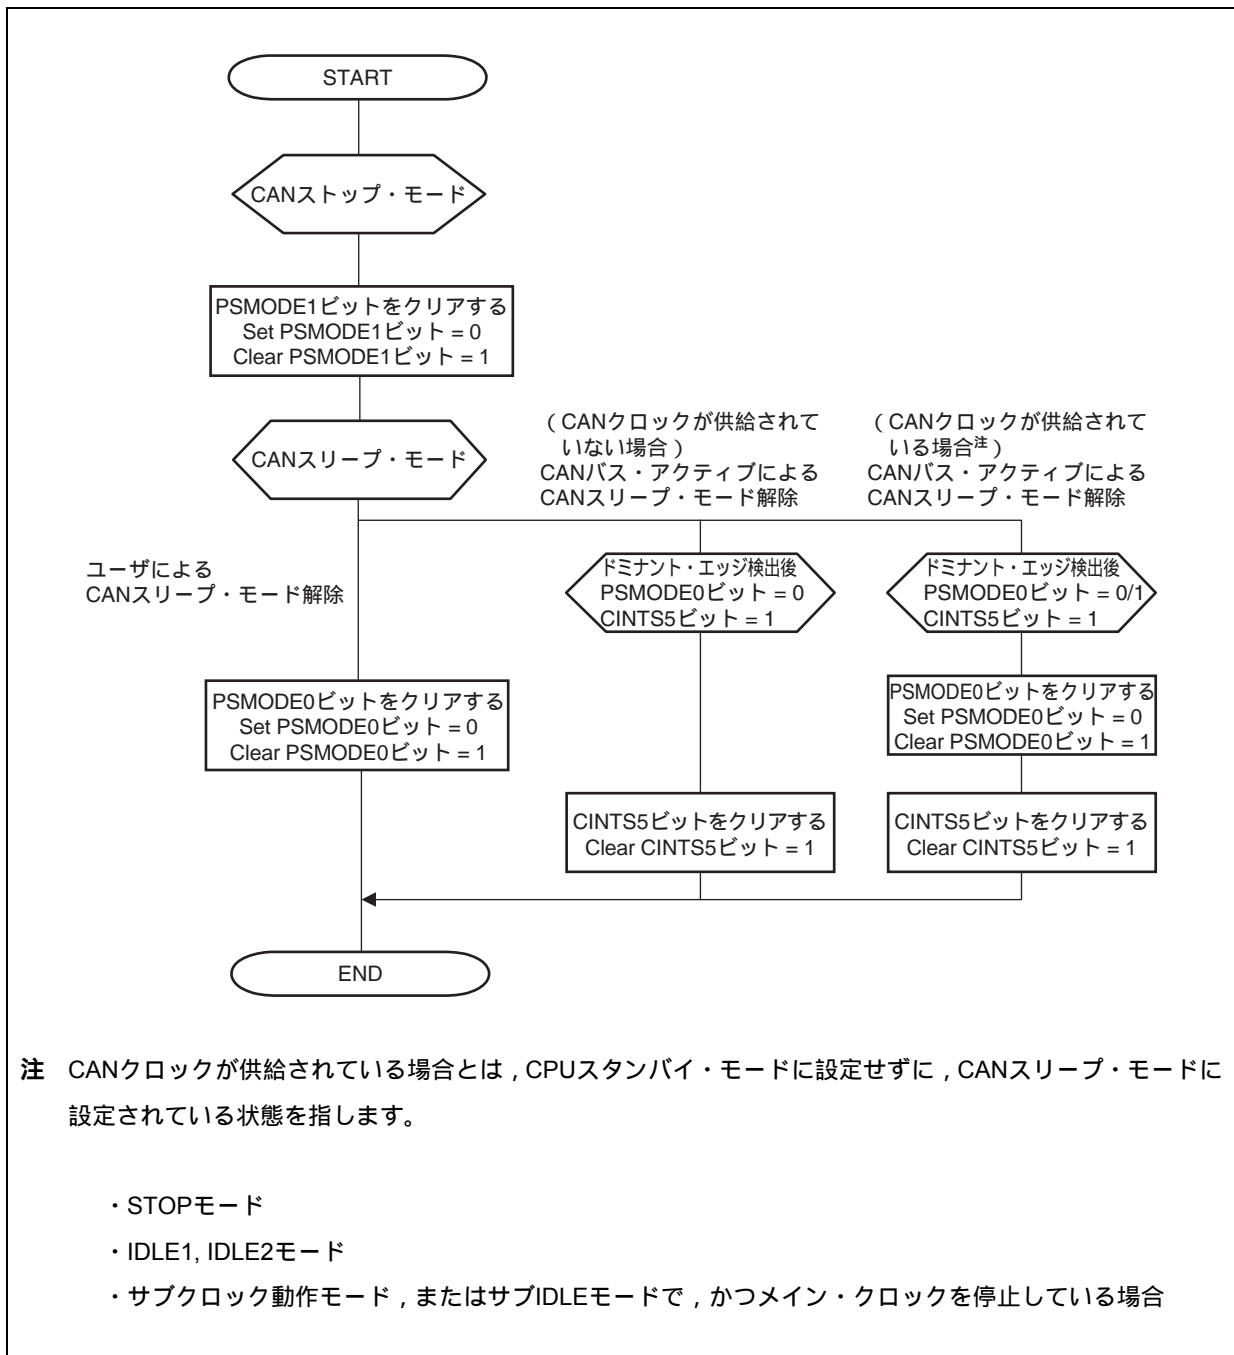 START
CANストップ・モード
PSMODE1ビットをクリアする
Set PSMODE1ビット = 0
Clear PSMODE1ビット = 1
CANスリープ・モード
（CANクロックが供給されて
いない場合）
CANバス・アクティブによる
CANスリープ・モード解除
（CANクロックが供給されて
いる場合注）
CANバス・アクティブによる
CANスリープ・モード解除
ユーザによる
CANスリープ・モード解除
ドミナント・エッジ検出後
PSMODE0ビット = 0
CINTS5ビット = 1
ドミナント・エッジ検出後
PSMODE0ビット = 0/1
CINTS5ビット = 1
PSMODE0ビットをクリアする
Set PSMODE0ビット = 0
Clear PSMODE0ビット = 1
PSMODE0ビットをクリアする
Set PSMODE0ビット = 0
Clear PSMODE0ビット = 1
CINTS5ビットをクリアする
Clear CINTS5ビット = 1
CINTS5ビットをクリアする
Clear CINTS5ビット = 1
END
注 CANクロックが供給されている場合とは，CPUスタンバイ・モードに設定せずに，CANスリープ・モードに
設定されている状態を指します。
・STOPモード
・IDLE1, IDLE2モード
・サブクロック動作モード，またはサブIDLEモードで，かつメイン・クロックを停止している場合